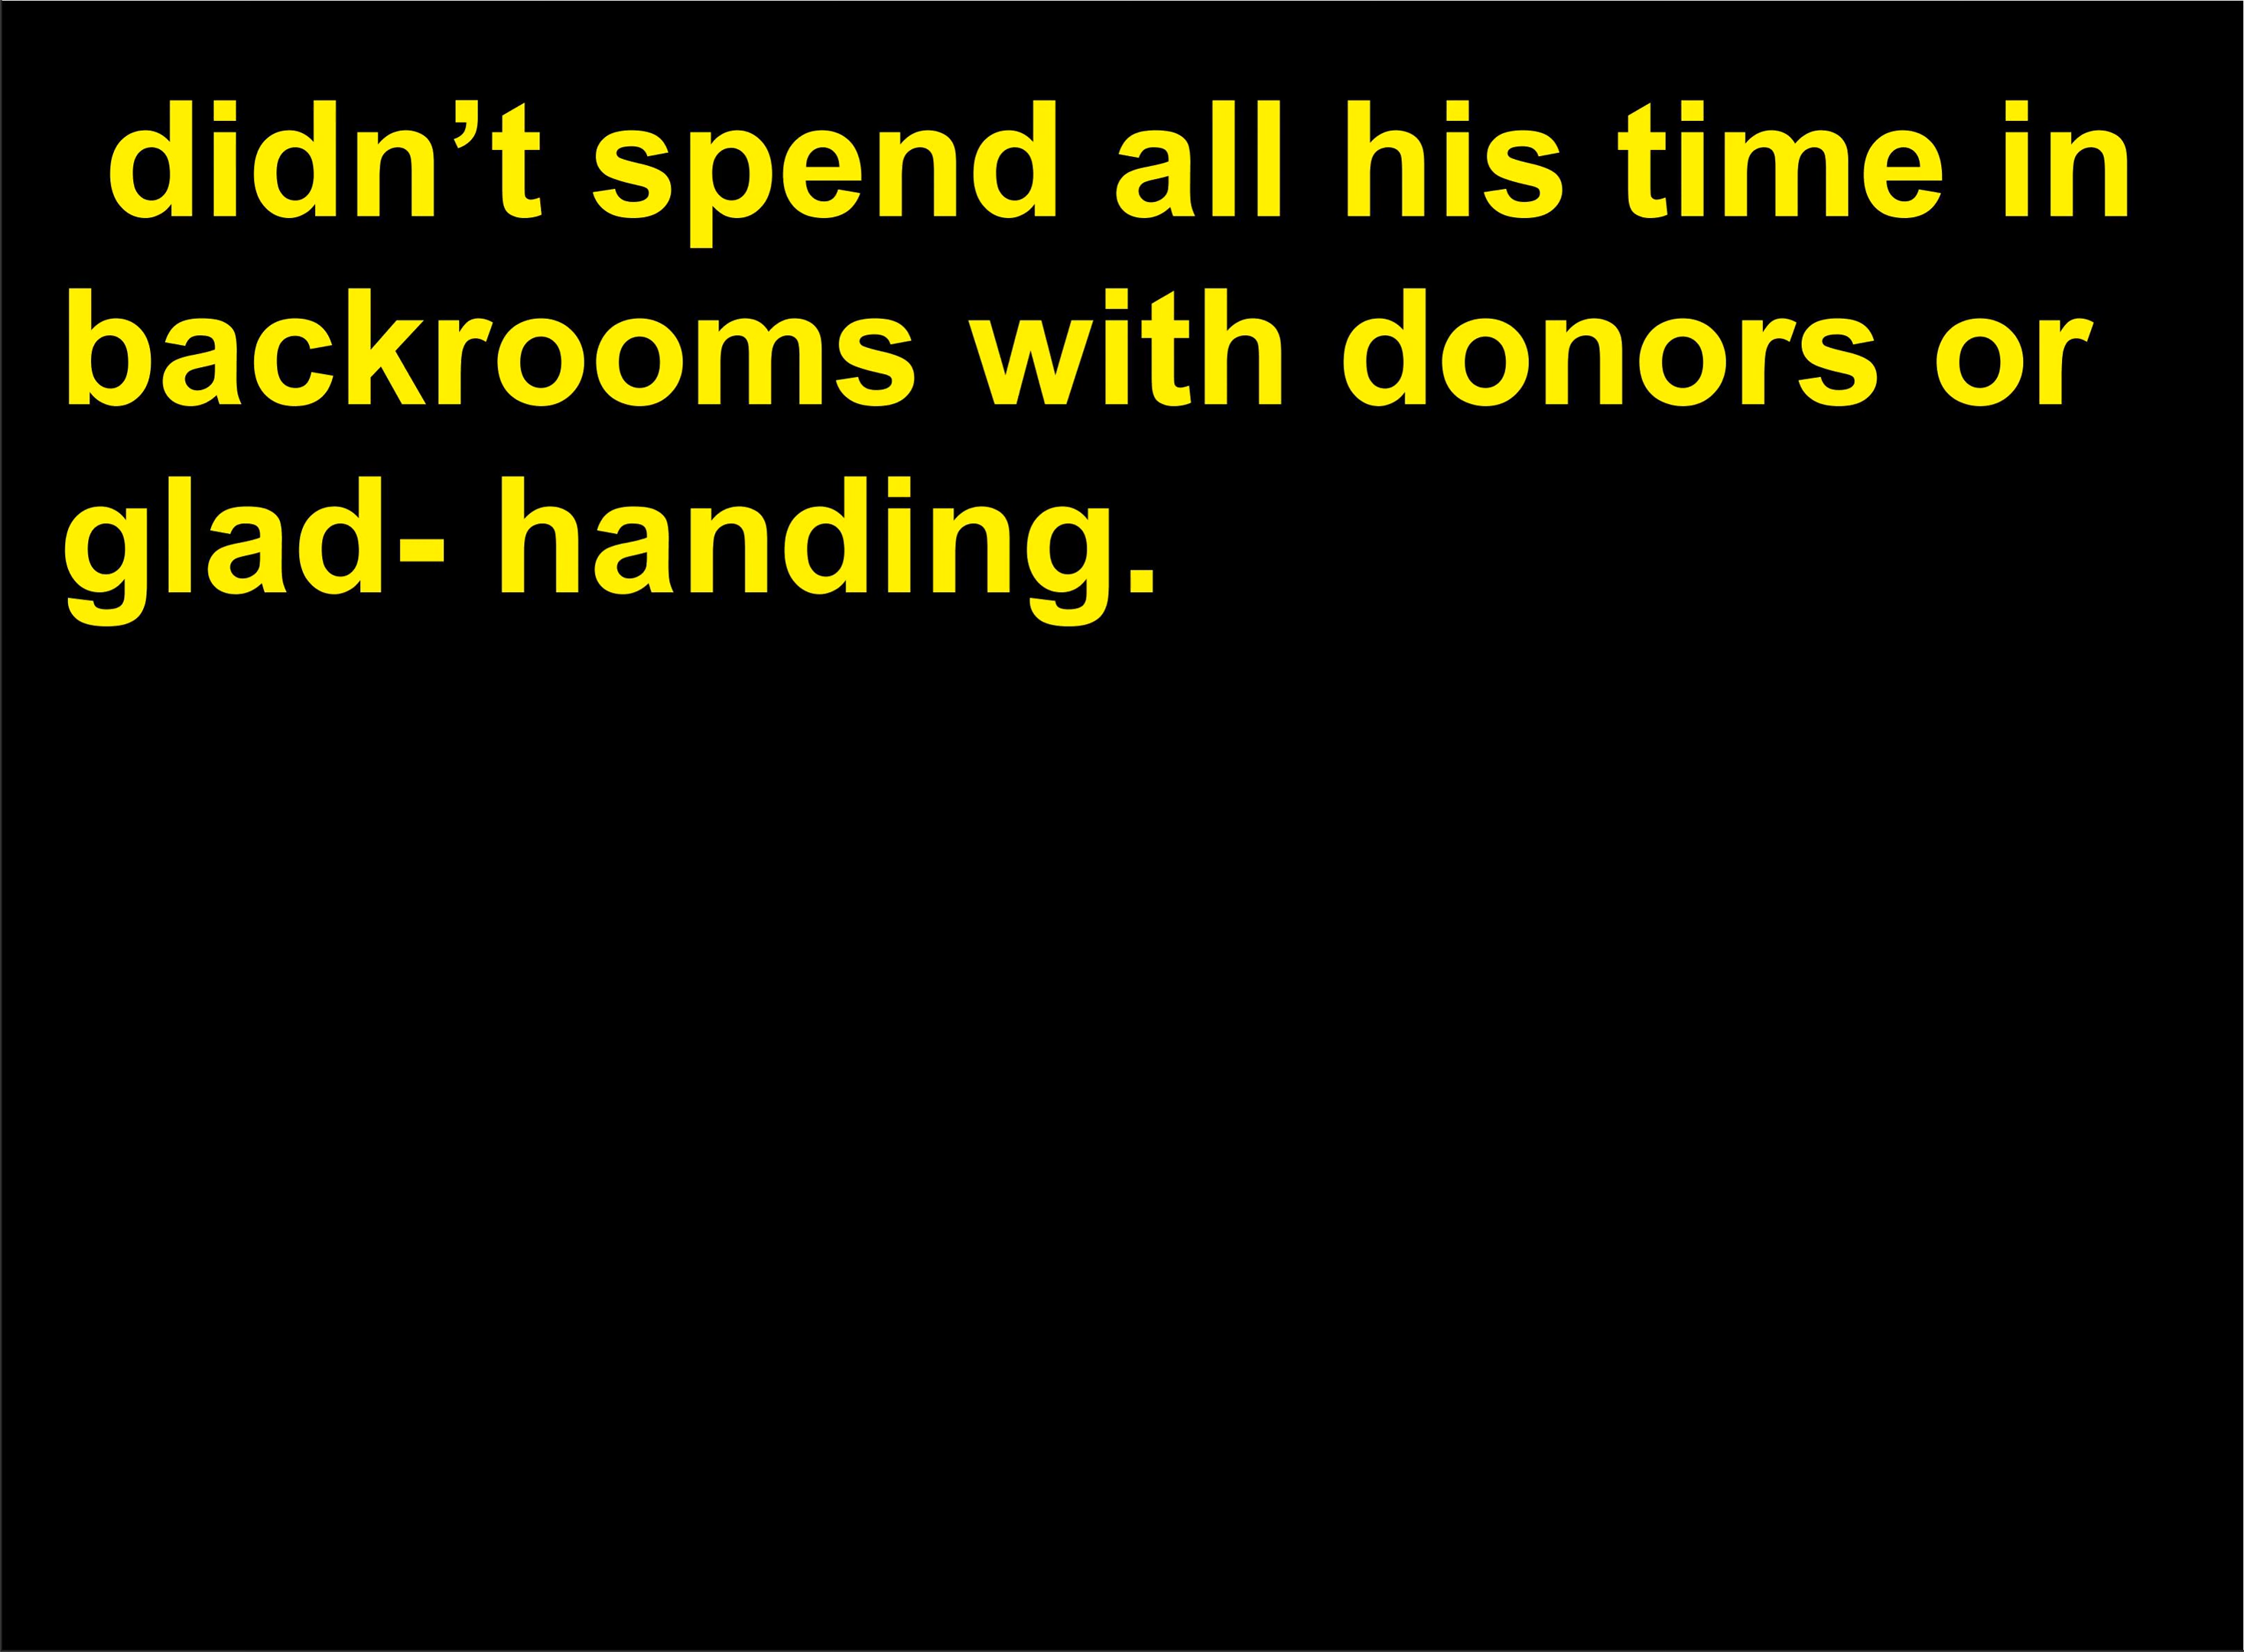 didn’t spend all his time in
backrooms with donors or
glad- handing.